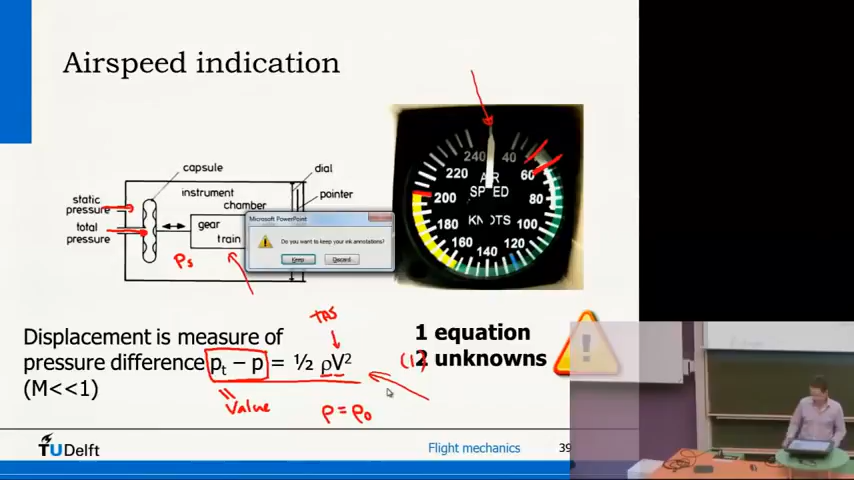 Airspeed indication
capsule
dial
instrument
chamber
pointer
static
pressure
total
pressure
gear
train
Ps
Microsoft PowerPoint
Do you want to keep your ink annotations?
Keep
Discard
240 40
220
60
AIR
SPEED
200
80
KNOTS
180
100
160
120
140
TAS
Displacement is measure of
pressure difference pt − p = ½ ρV²
(M<<1)
1 equation
(1) 2 unknowns
!
= Value
ρ = ρ0
TU Delft
Flight mechanics
39